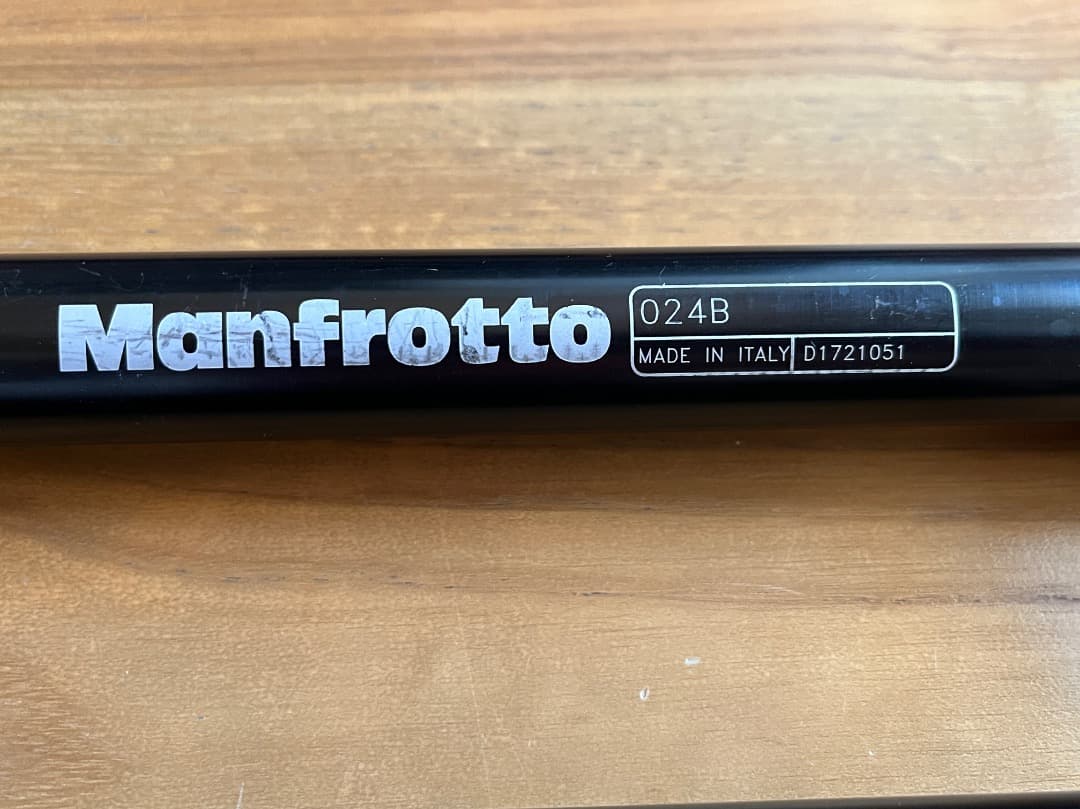 Manfrotto
024B
MADE IN ITALY D1721051